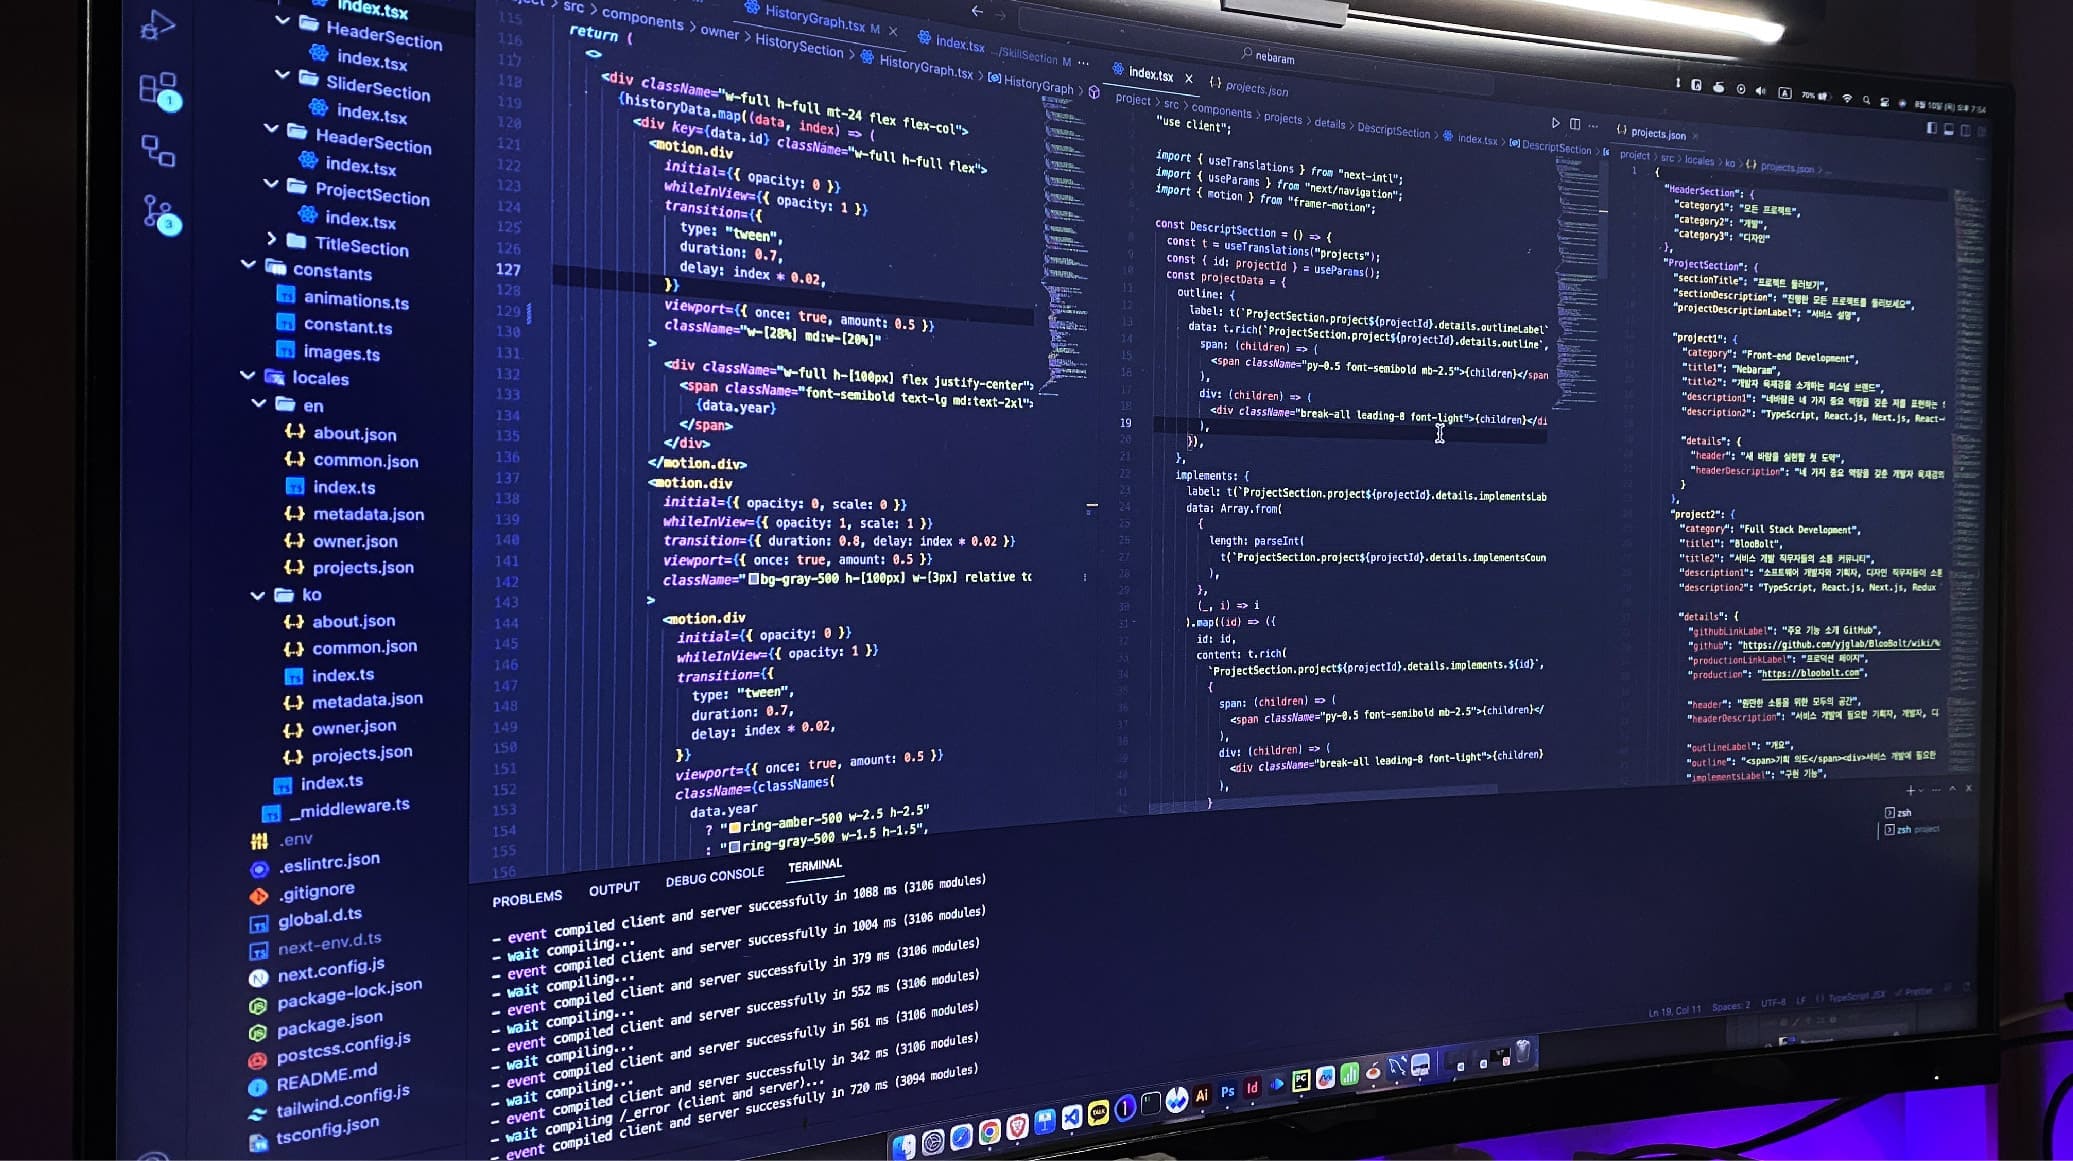 index.tsx
HeaderSection
index.tsx
SliderSection
index.tsx
HeaderSection
index.tsx
ProjectSection
index.tsx
TitleSection
constants
animations.ts
constant.ts
images.ts
locales
en
about.json
common.json
index.ts
metadata.json
owner.json
projects.json
ko
about.json
common.json
index.ts
metadata.json
owner.json
projects.json
index.ts
_middleware.ts
.env
.eslintrc.json
.gitignore
global.d.ts
next-env.d.ts
next.config.js
package-lock.json
package.json
postcss.config.js
README.md
tailwind.config.js
tsconfig.json
1
3
HistoryGraph.tsx M ×
index.tsx .../SkillSection M ...
src > components > owner > HistorySection > HistoryGraph.tsx > HistoryGraph >
115
116 return (
117 <>
118 <div className="w-full h-full mt-24 flex flex-col">
119 {historyData.map((data, index) => (
120 <div key={data.id} className="w-full h-full flex">
121 <motion.div
122 initial={{ opacity: 0 }}
123 whileInView={{ opacity: 1 }}
124 transition={{
125 type: "tween",
126 duration: 0.7,
127 delay: index * 0.02,
128 }}
129 viewport={{ once: true, amount: 0.5 }}
130 className="w-[28%] md:w-[20%]"
131 >
132 <div className="w-full h-[100px] flex justify-center">
133 <span className="font-semibold text-lg md:text-2xl">
134 {data.year}
135 </span>
136 </div>
137 </motion.div>
138 <motion.div
139 initial={{ opacity: 0, scale: 0 }}
140 whileInView={{ opacity: 1, scale: 1 }}
141 transition={{ duration: 0.8, delay: index * 0.02 }}
142 viewport={{ once: true, amount: 0.5 }}
143 className="bg-gray-500 h-[100px] w-[3px] relative to
144 >
145 <motion.div
146 initial={{ opacity: 0 }}
147 whileInView={{ opacity: 1 }}
148 transition={{
149 type: "tween",
150 duration: 0.7,
151 delay: index * 0.02,
152 }}
153 viewport={{ once: true, amount: 0.5 }}
154 className={classNames(
155 data.year
156 ? "ring-amber-500 w-2.5 h-2.5"
: "ring-gray-500 w-1.5 h-1.5",
nebaram
70%
index.tsx ×
{} projects.json
project > src > components > projects > details > DescriptSection > index.tsx > DescriptSection >
"use client";
import { useTranslations } from "next-intl";
import { useParams } from "next/navigation";
import { motion } from "framer-motion";
const DescriptSection = () => {
const t = useTranslations("projects");
const { id: projectId } = useParams();
const projectData = {
outline: {
label: t(`ProjectSection.project${projectId}.details.outlineLabel`
data: t.rich(`ProjectSection.project${projectId}.details.outline`,
span: (children) => (
<span className="py-0.5 font-semibold mb-2.5">{children}</span
),
div: (children) => (
<div className="break-all leading-8 font-light">{children}</di
19 ),
}),
},
implements: {
label: t(`ProjectSection.project${projectId}.details.implementsLab
data: Array.from(
{
length: parseInt(
t(`ProjectSection.project${projectId}.details.implementsCoun
),
},
(_, i) => i
).map((id) => ({
id: id,
content: t.rich(
`ProjectSection.project${projectId}.details.implements.${id}`,
{
span: (children) => (
<span className="py-0.5 font-semibold mb-2.5">{children}</
),
div: (children) => (
<div className="break-all leading-8 font-light">{children}
),
}
{} projects.json ×
project > src > locales > ko > {} projects.json > ...
1 {
"HeaderSection": {
"category1": "모든 프로젝트",
"category2": "개발",
"category3": "디자인"
},
"ProjectSection": {
"sectionTitle": "프로젝트 둘러보기",
"sectionDescription": "진행한 모든 프로젝트를 둘러보세요",
"projectDescriptionLabel": "서비스 설명",
"project1": {
"category": "Front-end Development",
"title1": "Nebaram",
"title2": "개발자 육재경을 소개하는 퍼스널 브랜드",
"description1": "네바람은 네 가지 중요 역량을 갖춘 저를 표현하는
"description2": "TypeScript, React.js, Next.js, React-
"details": {
"header": "새 바람을 실현할 첫 도약",
"headerDescription": "네 가지 중요 역량을 갖춘 개발자
}
},
"project2": {
"category": "Full Stack Development",
"title1": "BlooBolt",
"title2": "서비스 개발 직무자들의 소통 커뮤니티",
"description1": "소프트웨어 개발자와 기획자, 디자인 직무자들이 소통
"description2": "TypeScript, React.js, Next.js, Redux
"details": {
"githubLinkLabel": "주요 기능 소개 GitHub",
"github": "https://github.com/yjglab/BlooBolt/wiki/%
"productionLinkLabel": "프로덕션 페이지",
"production": "https://bloobolt.com",
"header": "원만한 소통을 위한 모두의 공간",
"headerDescription": "서비스 개발에 필요한 기획자, 개발자, 디
"outlineLabel": "개요",
"outline": "<span>기획 의도</span><div>서비스 개발에 필요한
"implementsLabel": "구현 기능",
PROBLEMS OUTPUT DEBUG CONSOLE TERMINAL
- event compiled client and server successfully in 1088 ms (3106 modules)
- wait compiling...
- event compiled client and server successfully in 1004 ms (3106 modules)
- wait compiling...
- event compiled client and server successfully in 379 ms (3106 modules)
- wait compiling...
- event compiled client and server successfully in 552 ms (3106 modules)
- wait compiling...
- event compiled client and server successfully in 561 ms (3106 modules)
- wait compiling...
- event compiled client and server successfully in 342 ms (3106 modules)
- wait compiling /_error (client and server)...
- event compiled client and server successfully in 720 ms (3094 modules)
zsh
zsh project
Ln 19, Col 11 Spaces: 2 UTF-8 LF {} TypeScript JSX Prettier
TALK
Ai
Ps
Id
PC